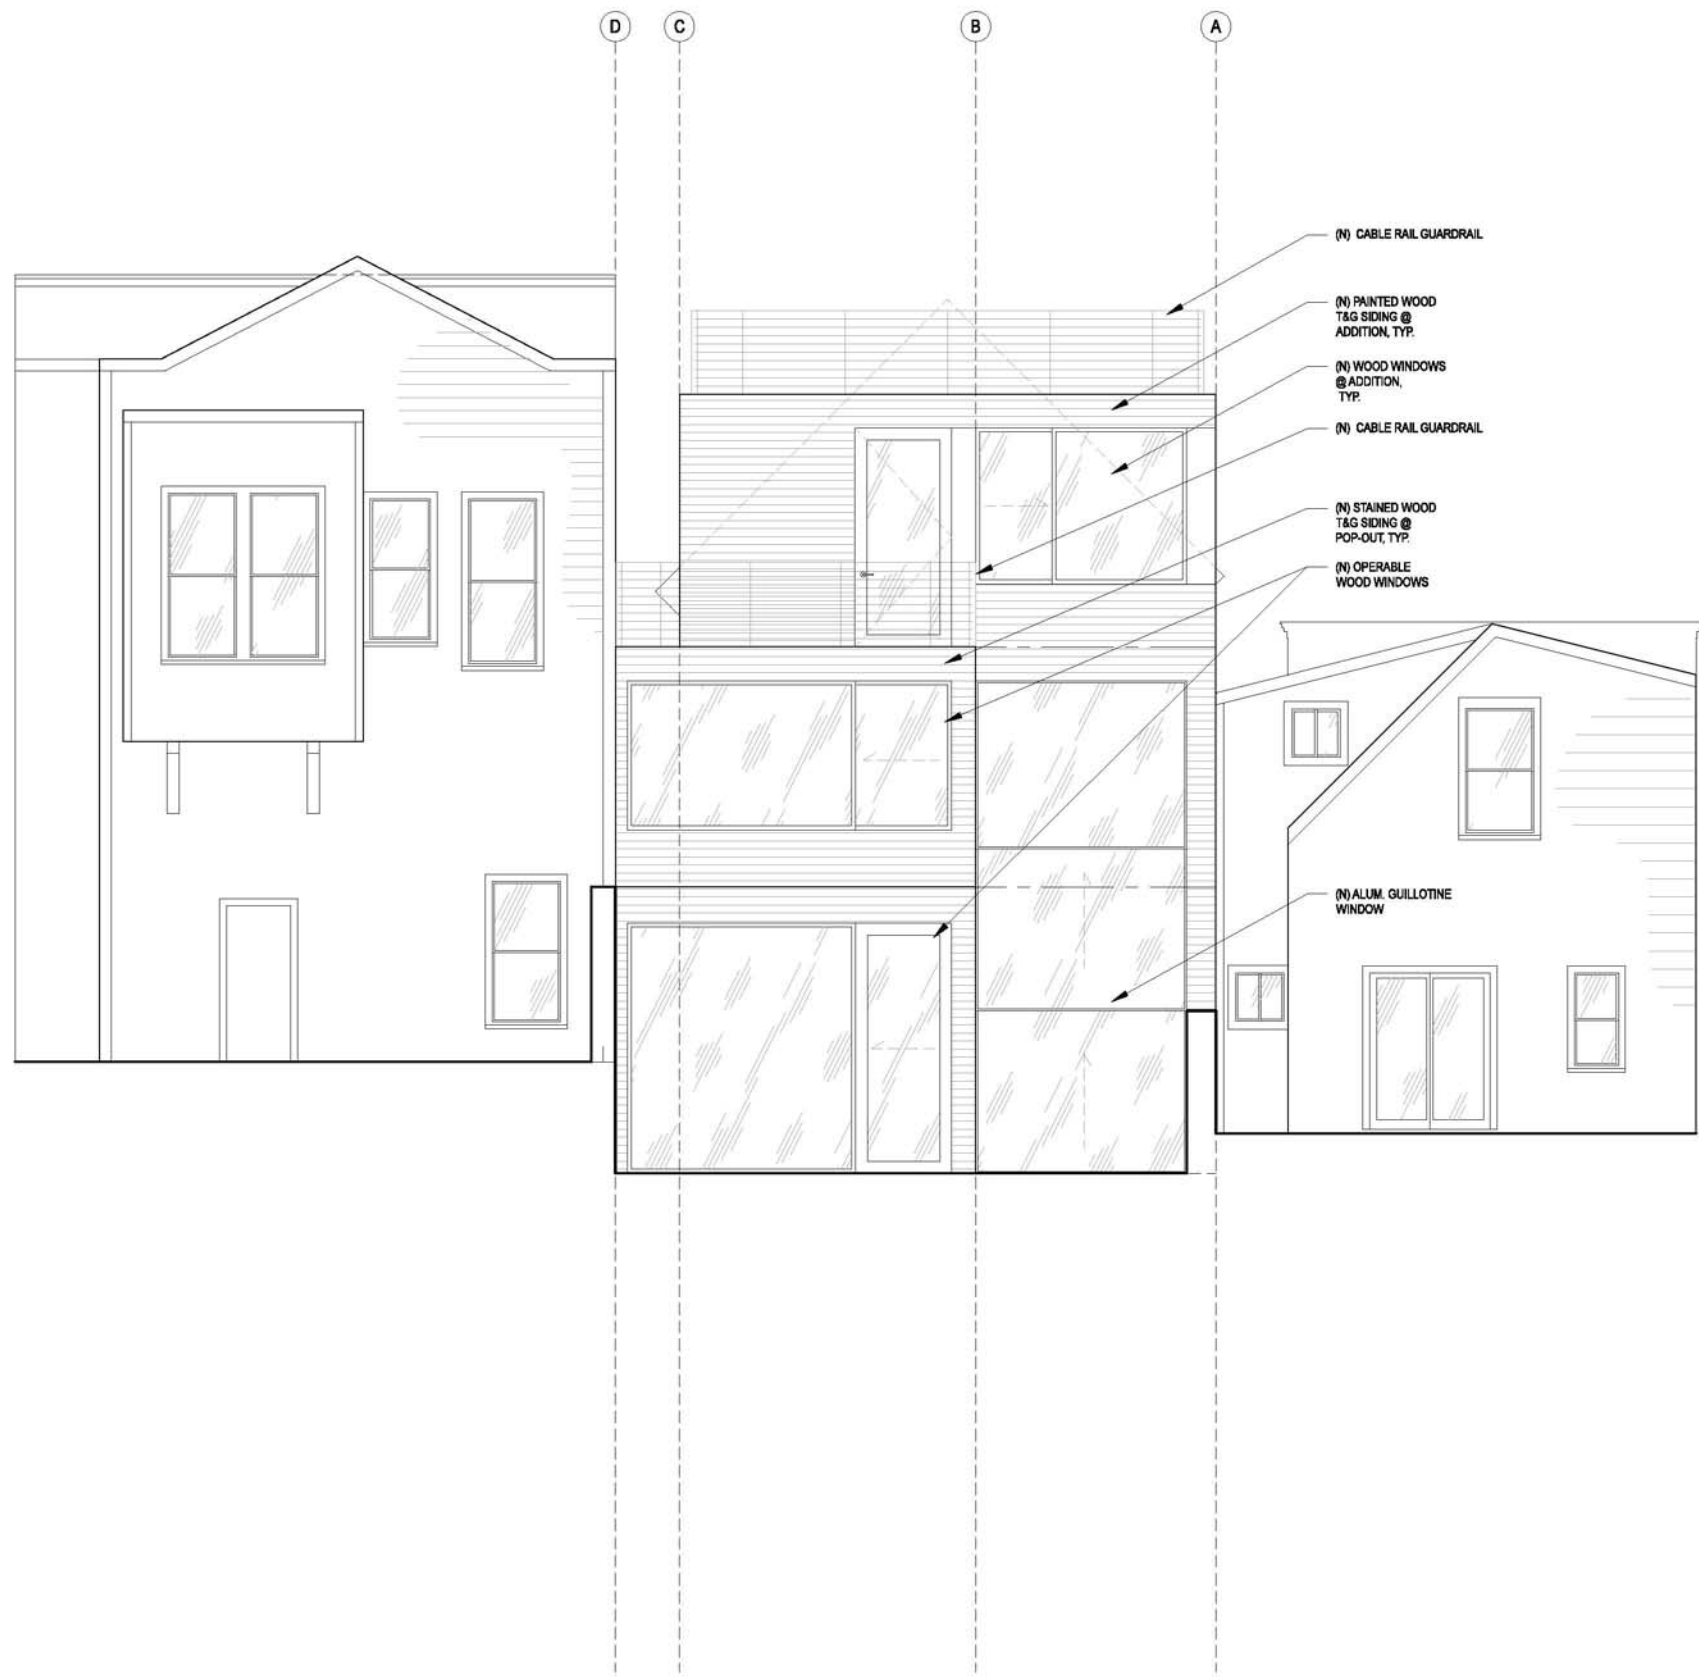 D C B A
(N) CABLE RAIL GUARDRAIL
(N) PAINTED WOOD
T&G SIDING @
ADDITION, TYP.
(N) WOOD WINDOWS
@ ADDITION,
TYP.
(N) CABLE RAIL GUARDRAIL
(N) STAINED WOOD
T&G SIDING @
POP-OUT, TYP.
(N) OPERABLE
WOOD WINDOWS
(N) ALUM. GUILLOTINE
WINDOW